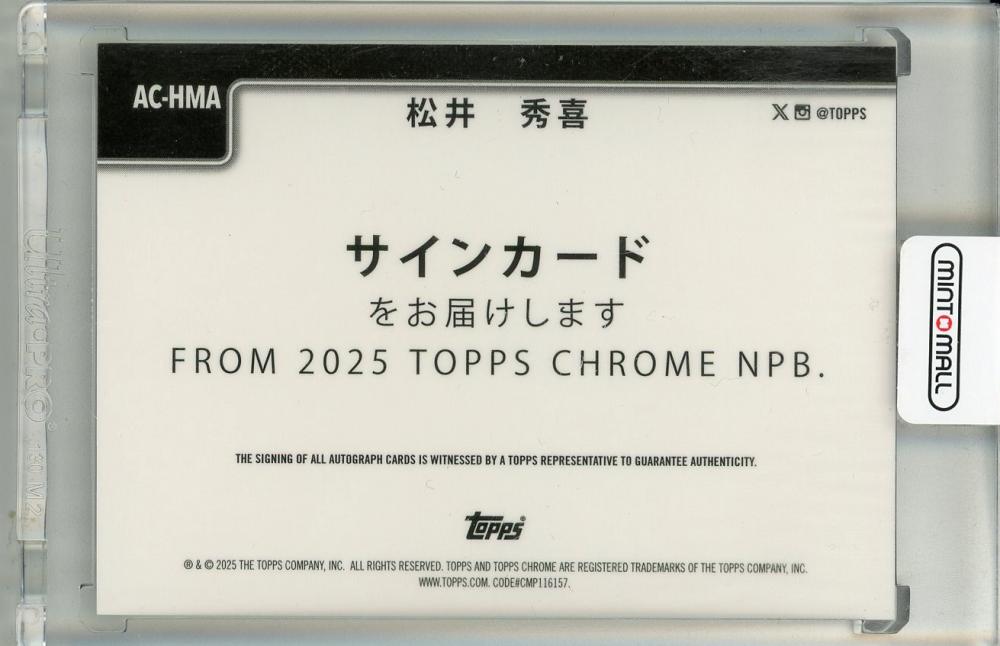 AC-HMA
松井　秀喜
@TOPPS
サインカード
をお届けします
FROM 2025 TOPPS CHROME NPB.
THE SIGNING OF ALL AUTOGRAPH CARDS IS WITNESSED BY A TOPPS REPRESENTATIVE TO GUARANTEE AUTHENTICITY.
topps®
® & © 2025 THE TOPPS COMPANY, INC. ALL RIGHTS RESERVED. TOPPS AND TOPPS CHROME ARE REGISTERED TRADEMARKS OF THE TOPPS COMPANY, INC.
WWW.TOPPS.COM. CODE#CMP116157.
MINT MALL
UltraPRO®